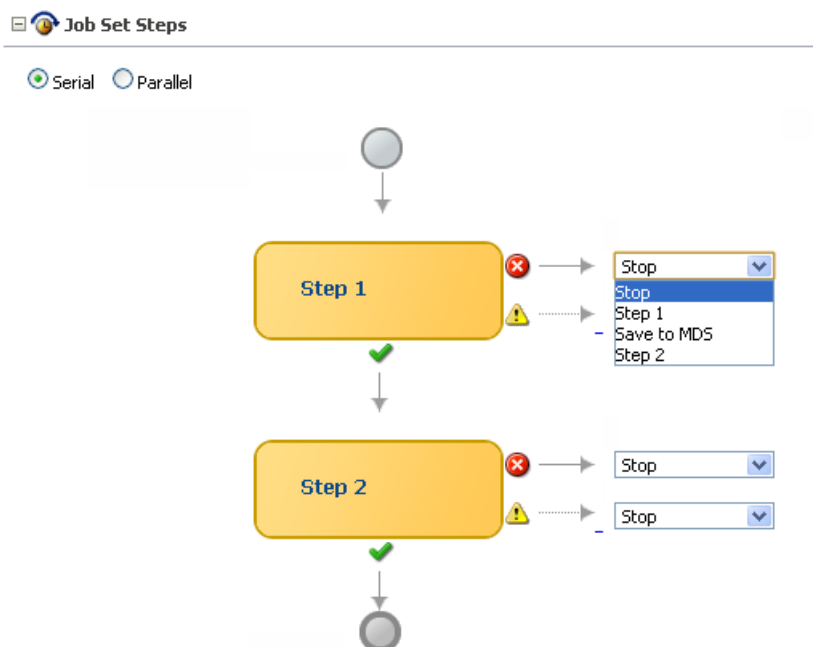 Job Set Steps
Serial Parallel
Step 1
Stop
Stop
Step 1
Save to MDS
Step 2
Step 2
Stop
Stop